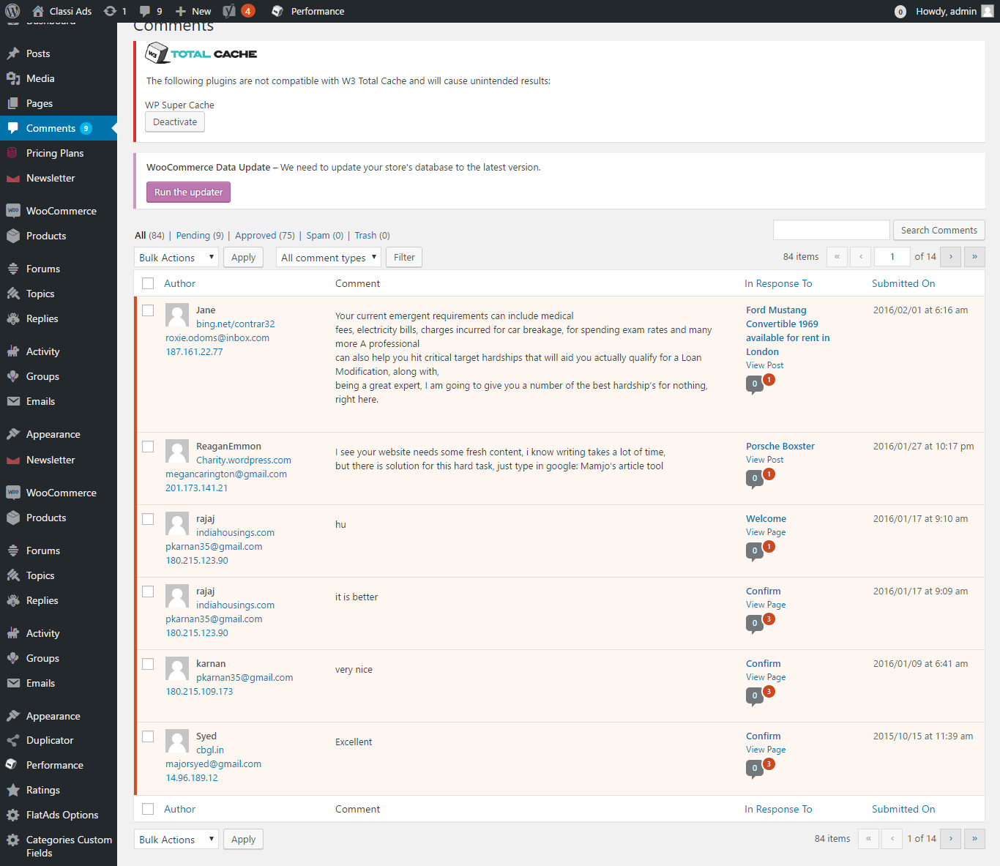 Classi Ads 1 9 New 4 Performance 0 Howdy, admin
Dashboard
Posts
Media
Pages
Comments 9
Pricing Plans
Newsletter
WooCommerce
Products
Forums
Topics
Replies
Activity
Groups
Emails
Appearance
Newsletter
WooCommerce
Products
Forums
Topics
Replies
Activity
Groups
Emails
Appearance
Duplicator
Performance
Ratings
FlatAds Options
Categories Custom
Fields
Comments
W3 TOTAL CACHE
The following plugins are not compatible with W3 Total Cache and will cause unintended results:
WP Super Cache
Deactivate
WooCommerce Data Update – We need to update your store's database to the latest version.
Run the updater
All (84) | Pending (9) | Approved (75) | Spam (0) | Trash (0)
Search Comments
Bulk Actions Apply All comment types Filter 84 items « ‹ 1 of 14 › »
Author Comment In Response To Submitted On
Jane
bing.net/contrar32
roxie.odoms@inbox.com
187.161.22.77
Your current emergent requirements can include medical
fees, electricity bills, charges incurred for car breakage, for spending exam rates and many
more A professional
can also help you hit critical target hardships that will aid you actually qualify for a Loan
Modification, along with,
being a great expert, I am going to give you a number of the best hardship's for nothing,
right here.
Ford Mustang
Convertible 1969
available for rent in
London
View Post
0 1
2016/02/01 at 6:16 am
ReaganEmmon
Charity.wordpress.com
megancarington@gmail.com
201.173.141.21
I see your website needs some fresh content, i know writing takes a lot of time,
but there is solution for this hard task, just type in google: Mamjo's article tool
Porsche Boxster
View Post
0 1
2016/01/27 at 10:17 pm
rajaj
indiahousings.com
pkarnan35@gmail.com
180.215.123.90
hu
Welcome
View Page
0 1
2016/01/17 at 9:10 am
rajaj
indiahousings.com
pkarnan35@gmail.com
180.215.123.90
it is better
Confirm
View Page
0 3
2016/01/17 at 9:09 am
karnan
pkarnan35@gmail.com
180.215.109.173
very nice
Confirm
View Page
0 3
2016/01/09 at 6:41 am
Syed
cbgl.in
majorsyed@gmail.com
14.96.189.12
Excellent
Confirm
View Page
0 3
2015/10/15 at 11:39 am
Author Comment In Response To Submitted On
Bulk Actions Apply 84 items « ‹ 1 of 14 › »